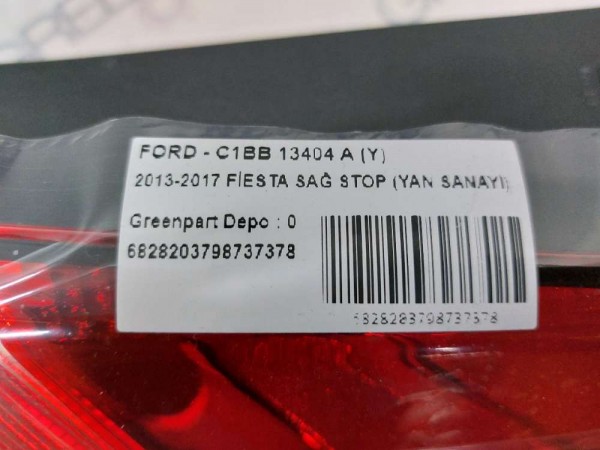 FORD - C1BB 13404 A (Y)
2013-2017 FİESTA SAĞ STOP (YAN SANAYİ)
Greenpart Depo : 0
6828203798737378
6828203798737378